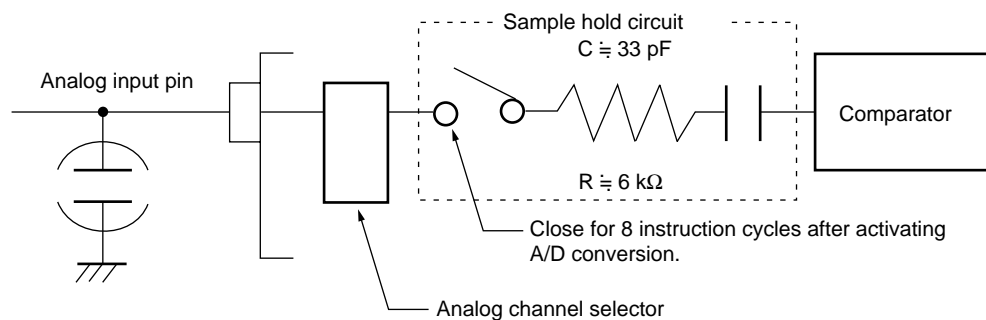 Sample hold circuit
C ≒ 33 pF
Analog input pin
Comparator
R ≒ 6 kΩ
Close for 8 instruction cycles after activating
A/D conversion.
Analog channel selector